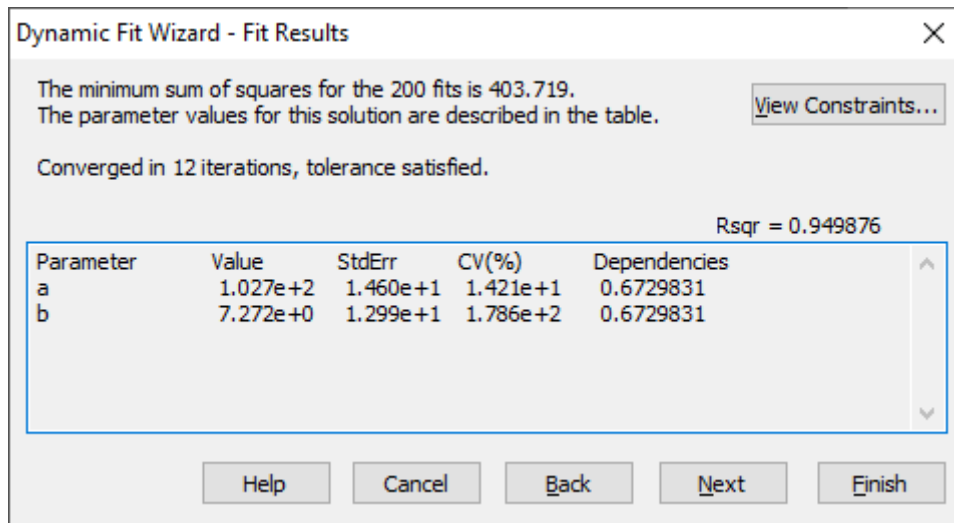 Dynamic Fit Wizard - Fit Results
The minimum sum of squares for the 200 fits is 403.719.
The parameter values for this solution are described in the table.
View Constraints...
Converged in 12 iterations, tolerance satisfied.
Rsqr = 0.949876
Parameter Value StdErr CV(%) Dependencies
a 1.027e+2 1.460e+1 1.421e+1 0.6729831
b 7.272e+0 1.299e+1 1.786e+2 0.6729831
Help Cancel Back Next Finish